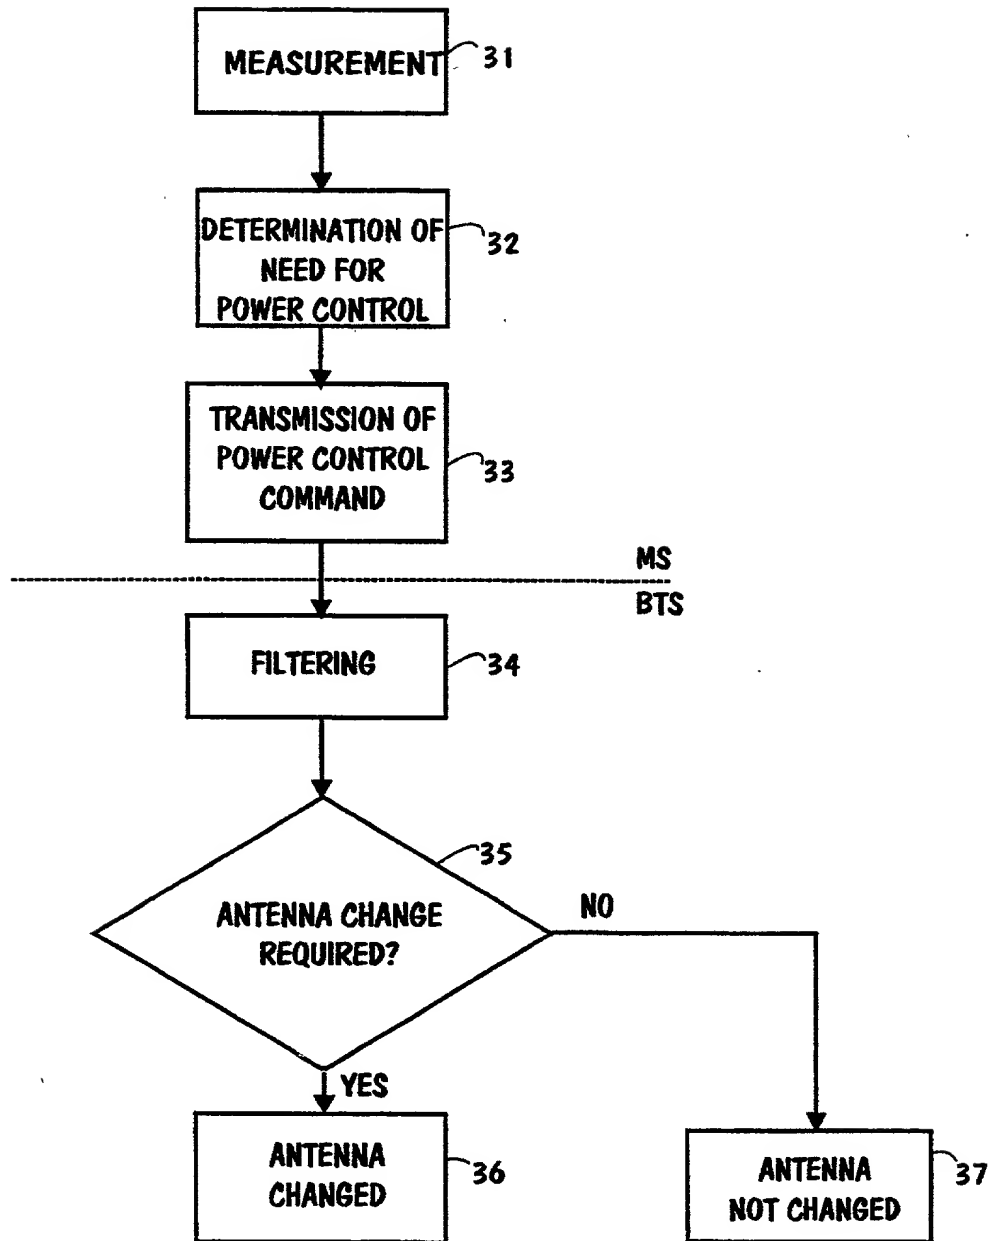 MEASUREMENT
31
DETERMINATION OF
NEED FOR
POWER CONTROL
32
TRANSMISSION OF
POWER CONTROL
COMMAND
33
MS
BTS
FILTERING
34
35
ANTENNA CHANGE
REQUIRED?
NO
YES
ANTENNA
CHANGED
36
ANTENNA
NOT CHANGED
37